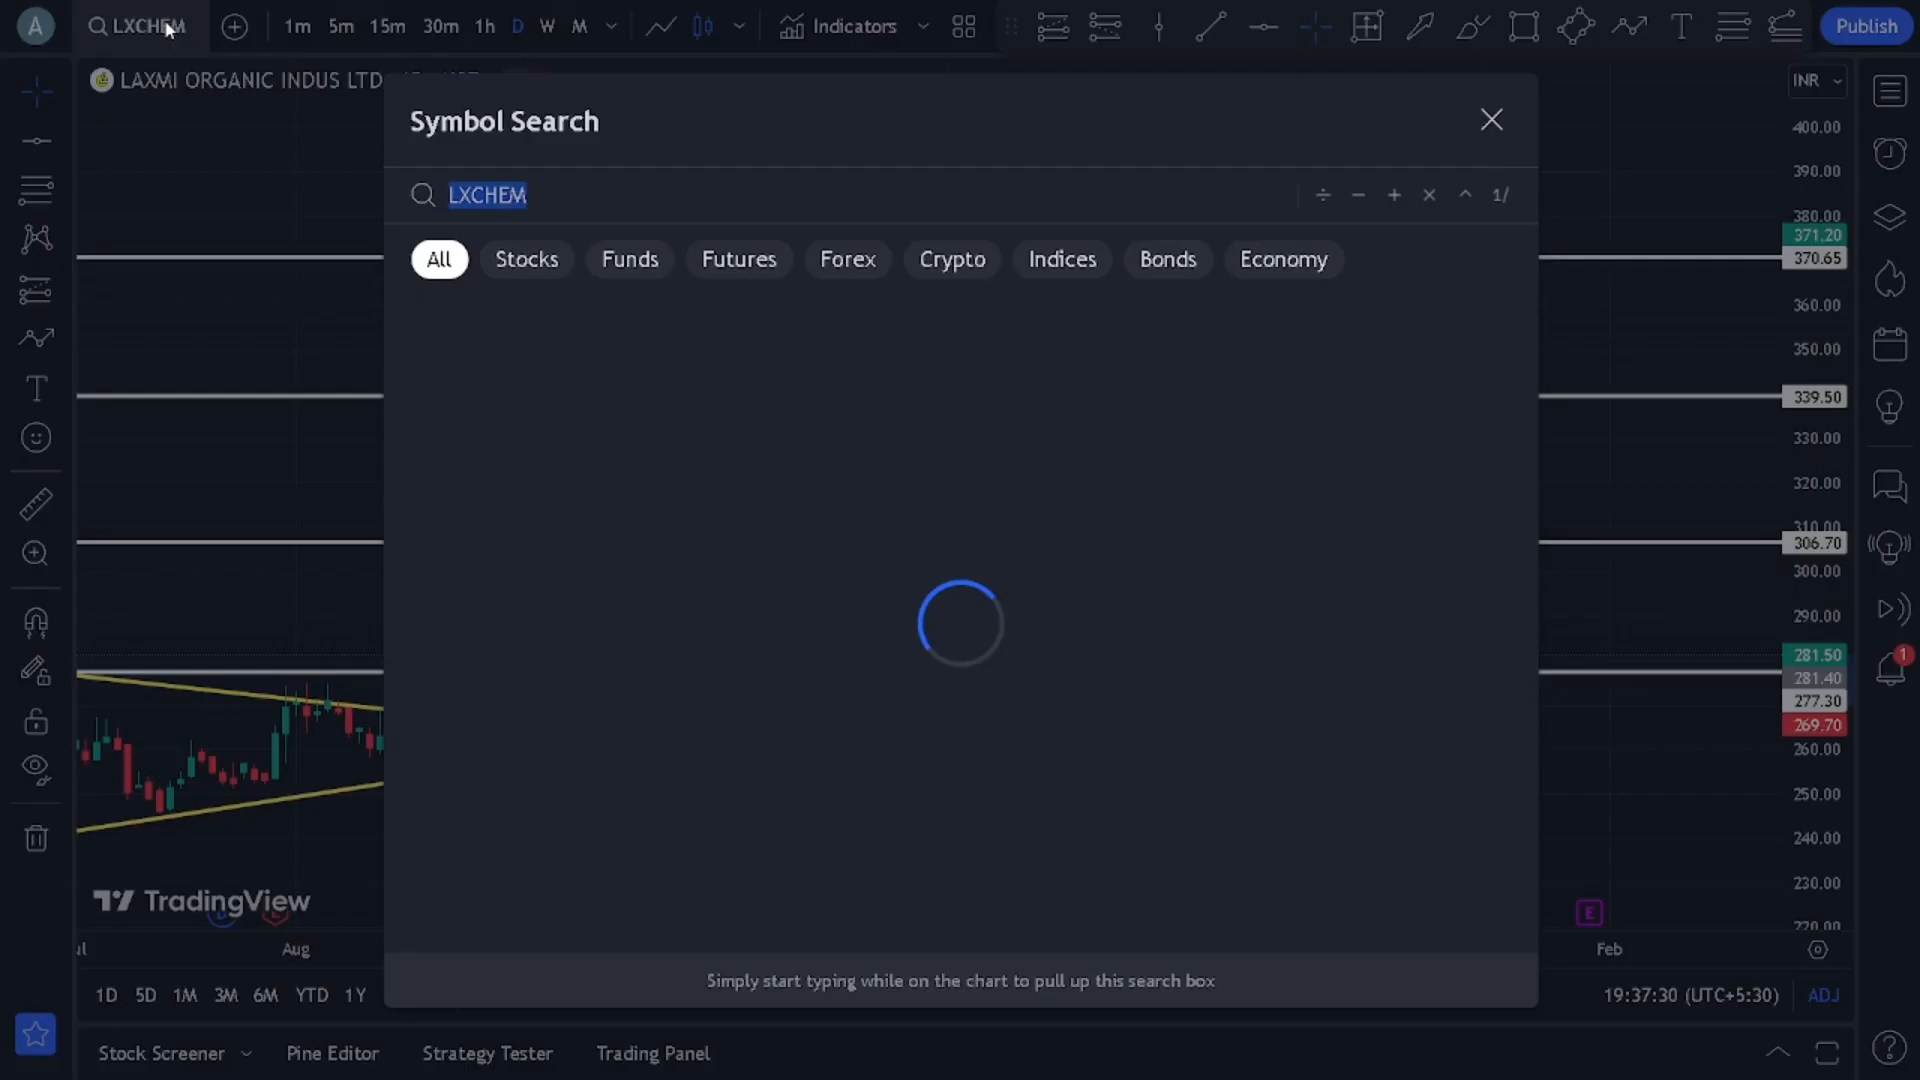 A
LXCHEM
1m 5m 15m 30m 1h D W M
Indicators
T
Publish
LAXMI ORGANIC INDUS LTD
INR
Symbol Search
LXCHEM
÷ − + × ^ 1/
All Stocks Funds Futures Forex Crypto Indices Bonds Economy
400.00
390.00
380.00
371.20
370.65
360.00
350.00
339.50
330.00
320.00
310.00
306.70
300.00
290.00
281.50
281.40
277.30
269.70
260.00
250.00
240.00
230.00
220.00
1
TradingView
E
Aug
Feb
Simply start typing while on the chart to pull up this search box
1D 5D 1M 3M 6M YTD 1Y
19:37:30 (UTC+5:30)
ADJ
Stock Screener
Pine Editor
Strategy Tester
Trading Panel
?